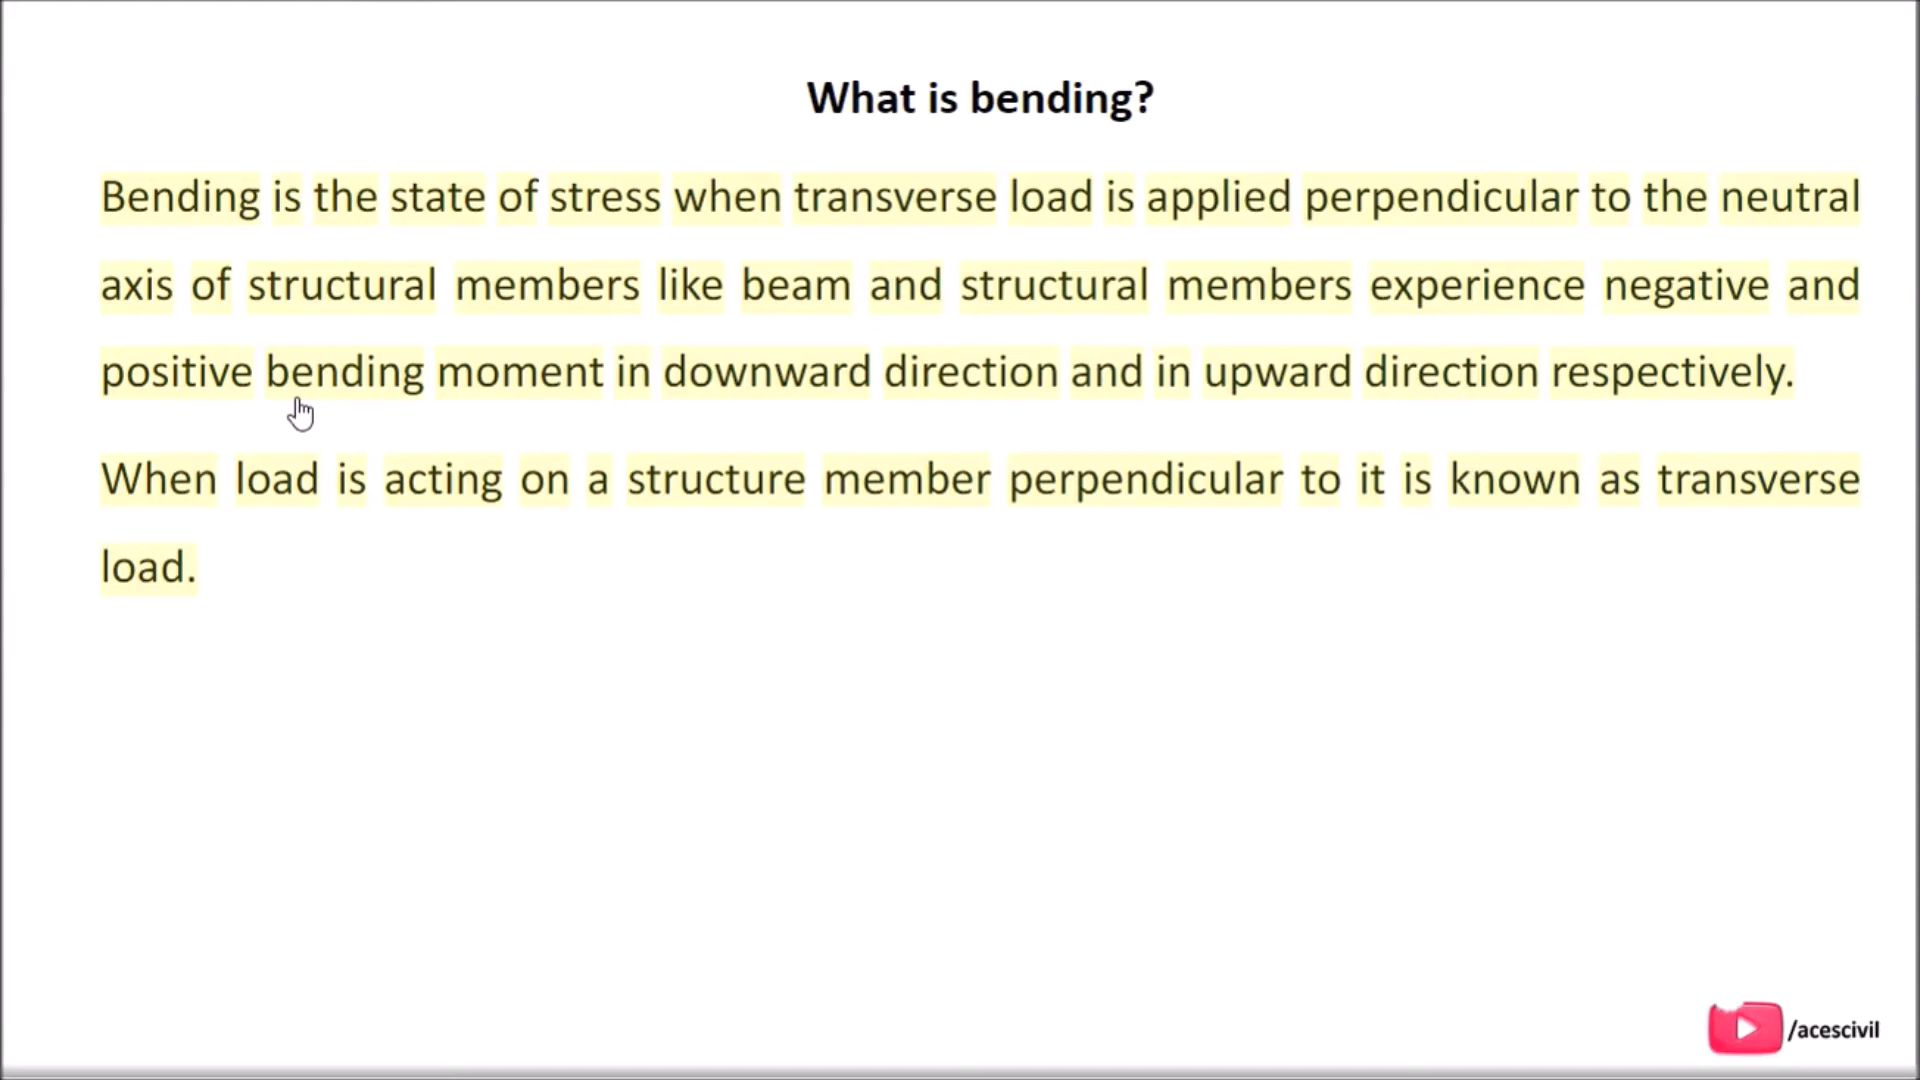 What is bending?
Bending is the state of stress when transverse load is applied perpendicular to the neutral
axis of structural members like beam and structural members experience negative and
positive bending moment in downward direction and in upward direction respectively.
When load is acting on a structure member perpendicular to it is known as transverse
load.
/acescivil